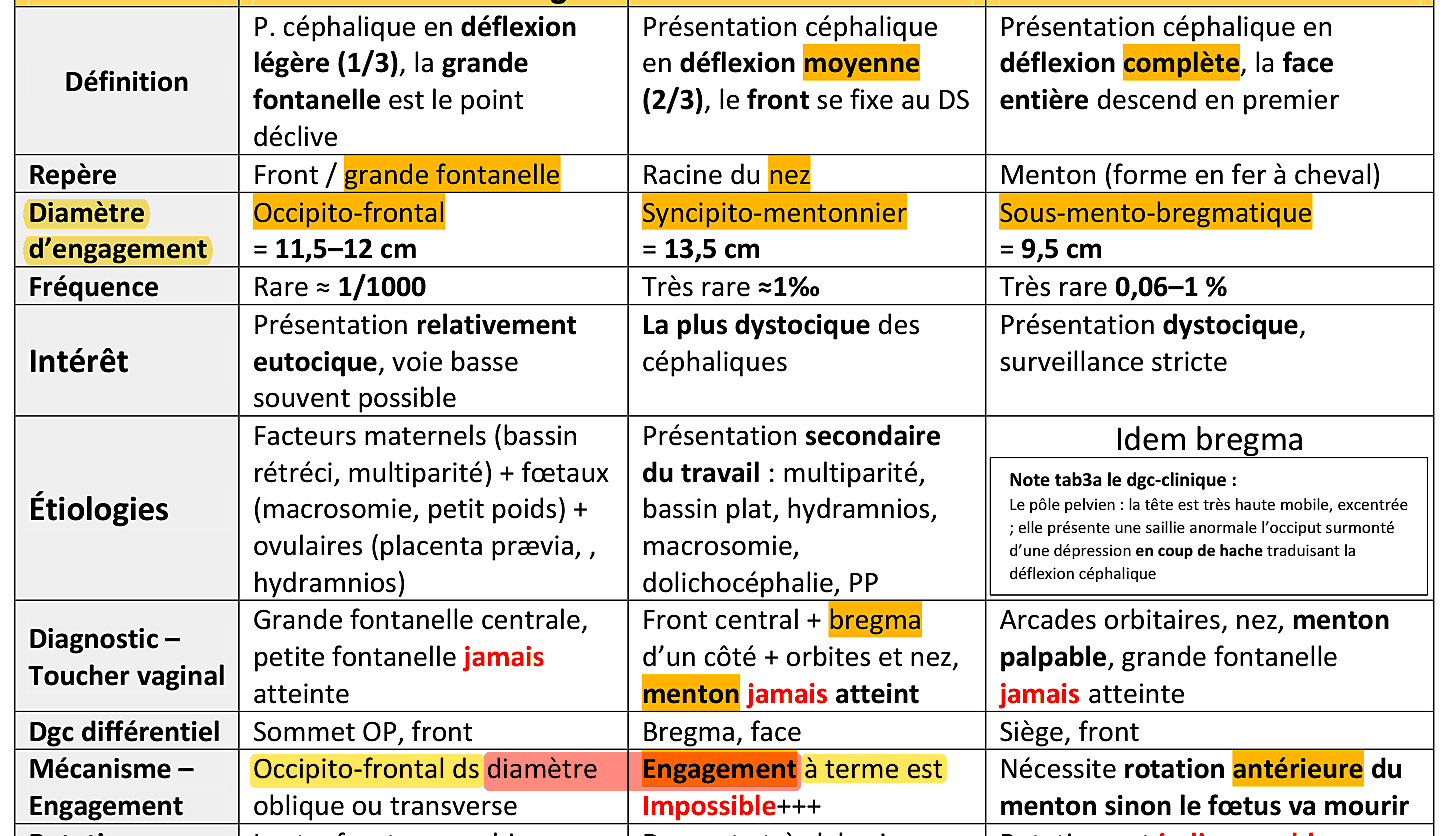 Définition
P. céphalique en déflexion
légère (1/3), la grande
fontanelle est le point
déclive
Présentation céphalique
en déflexion moyenne
(2/3), le front se fixe au DS
Présentation céphalique en
déflexion complète, la face
entière descend en premier
Repère
Front / grande fontanelle
Racine du nez
Menton (forme en fer à cheval)
Diamètre
d’engagement
Occipito-frontal
= 11,5–12 cm
Syncipito-mentonnier
= 13,5 cm
Sous-mento-bregmatique
= 9,5 cm
Fréquence
Rare ≈ 1/1000
Très rare ≈1‰
Très rare 0,06–1 %
Intérêt
Présentation relativement
eutocique, voie basse
souvent possible
La plus dystocique des
céphaliques
Présentation dystocique,
surveillance stricte
Étiologies
Facteurs maternels (bassin
rétréci, multiparité) + fœtaux
(macrosomie, petit poids) +
ovulaires (placenta prævia, ,
hydramnios)
Présentation secondaire
du travail : multiparité,
bassin plat, hydramnios,
macrosomie,
dolichocéphalie, PP
Idem bregma
Note tab3a le dgc-clinique :
Le pôle pelvien : la tête est très haute mobile, excentrée
; elle présente une saillie anormale l’occiput surmonté
d’une dépression en coup de hache traduisant la
déflexion céphalique
Diagnostic –
Toucher vaginal
Grande fontanelle centrale,
petite fontanelle jamais
atteinte
Front central + bregma
d’un côté + orbites et nez,
menton jamais atteint
Arcades orbitaires, nez, menton
palpable, grande fontanelle
jamais atteinte
Dgc différentiel
Sommet OP, front
Bregma, face
Siège, front
Mécanisme –
Engagement
Occipito-frontal ds diamètre
oblique ou transverse
Engagement à terme est
Impossible+++
Nécessite rotation antérieure du
menton sinon le fœtus va mourir